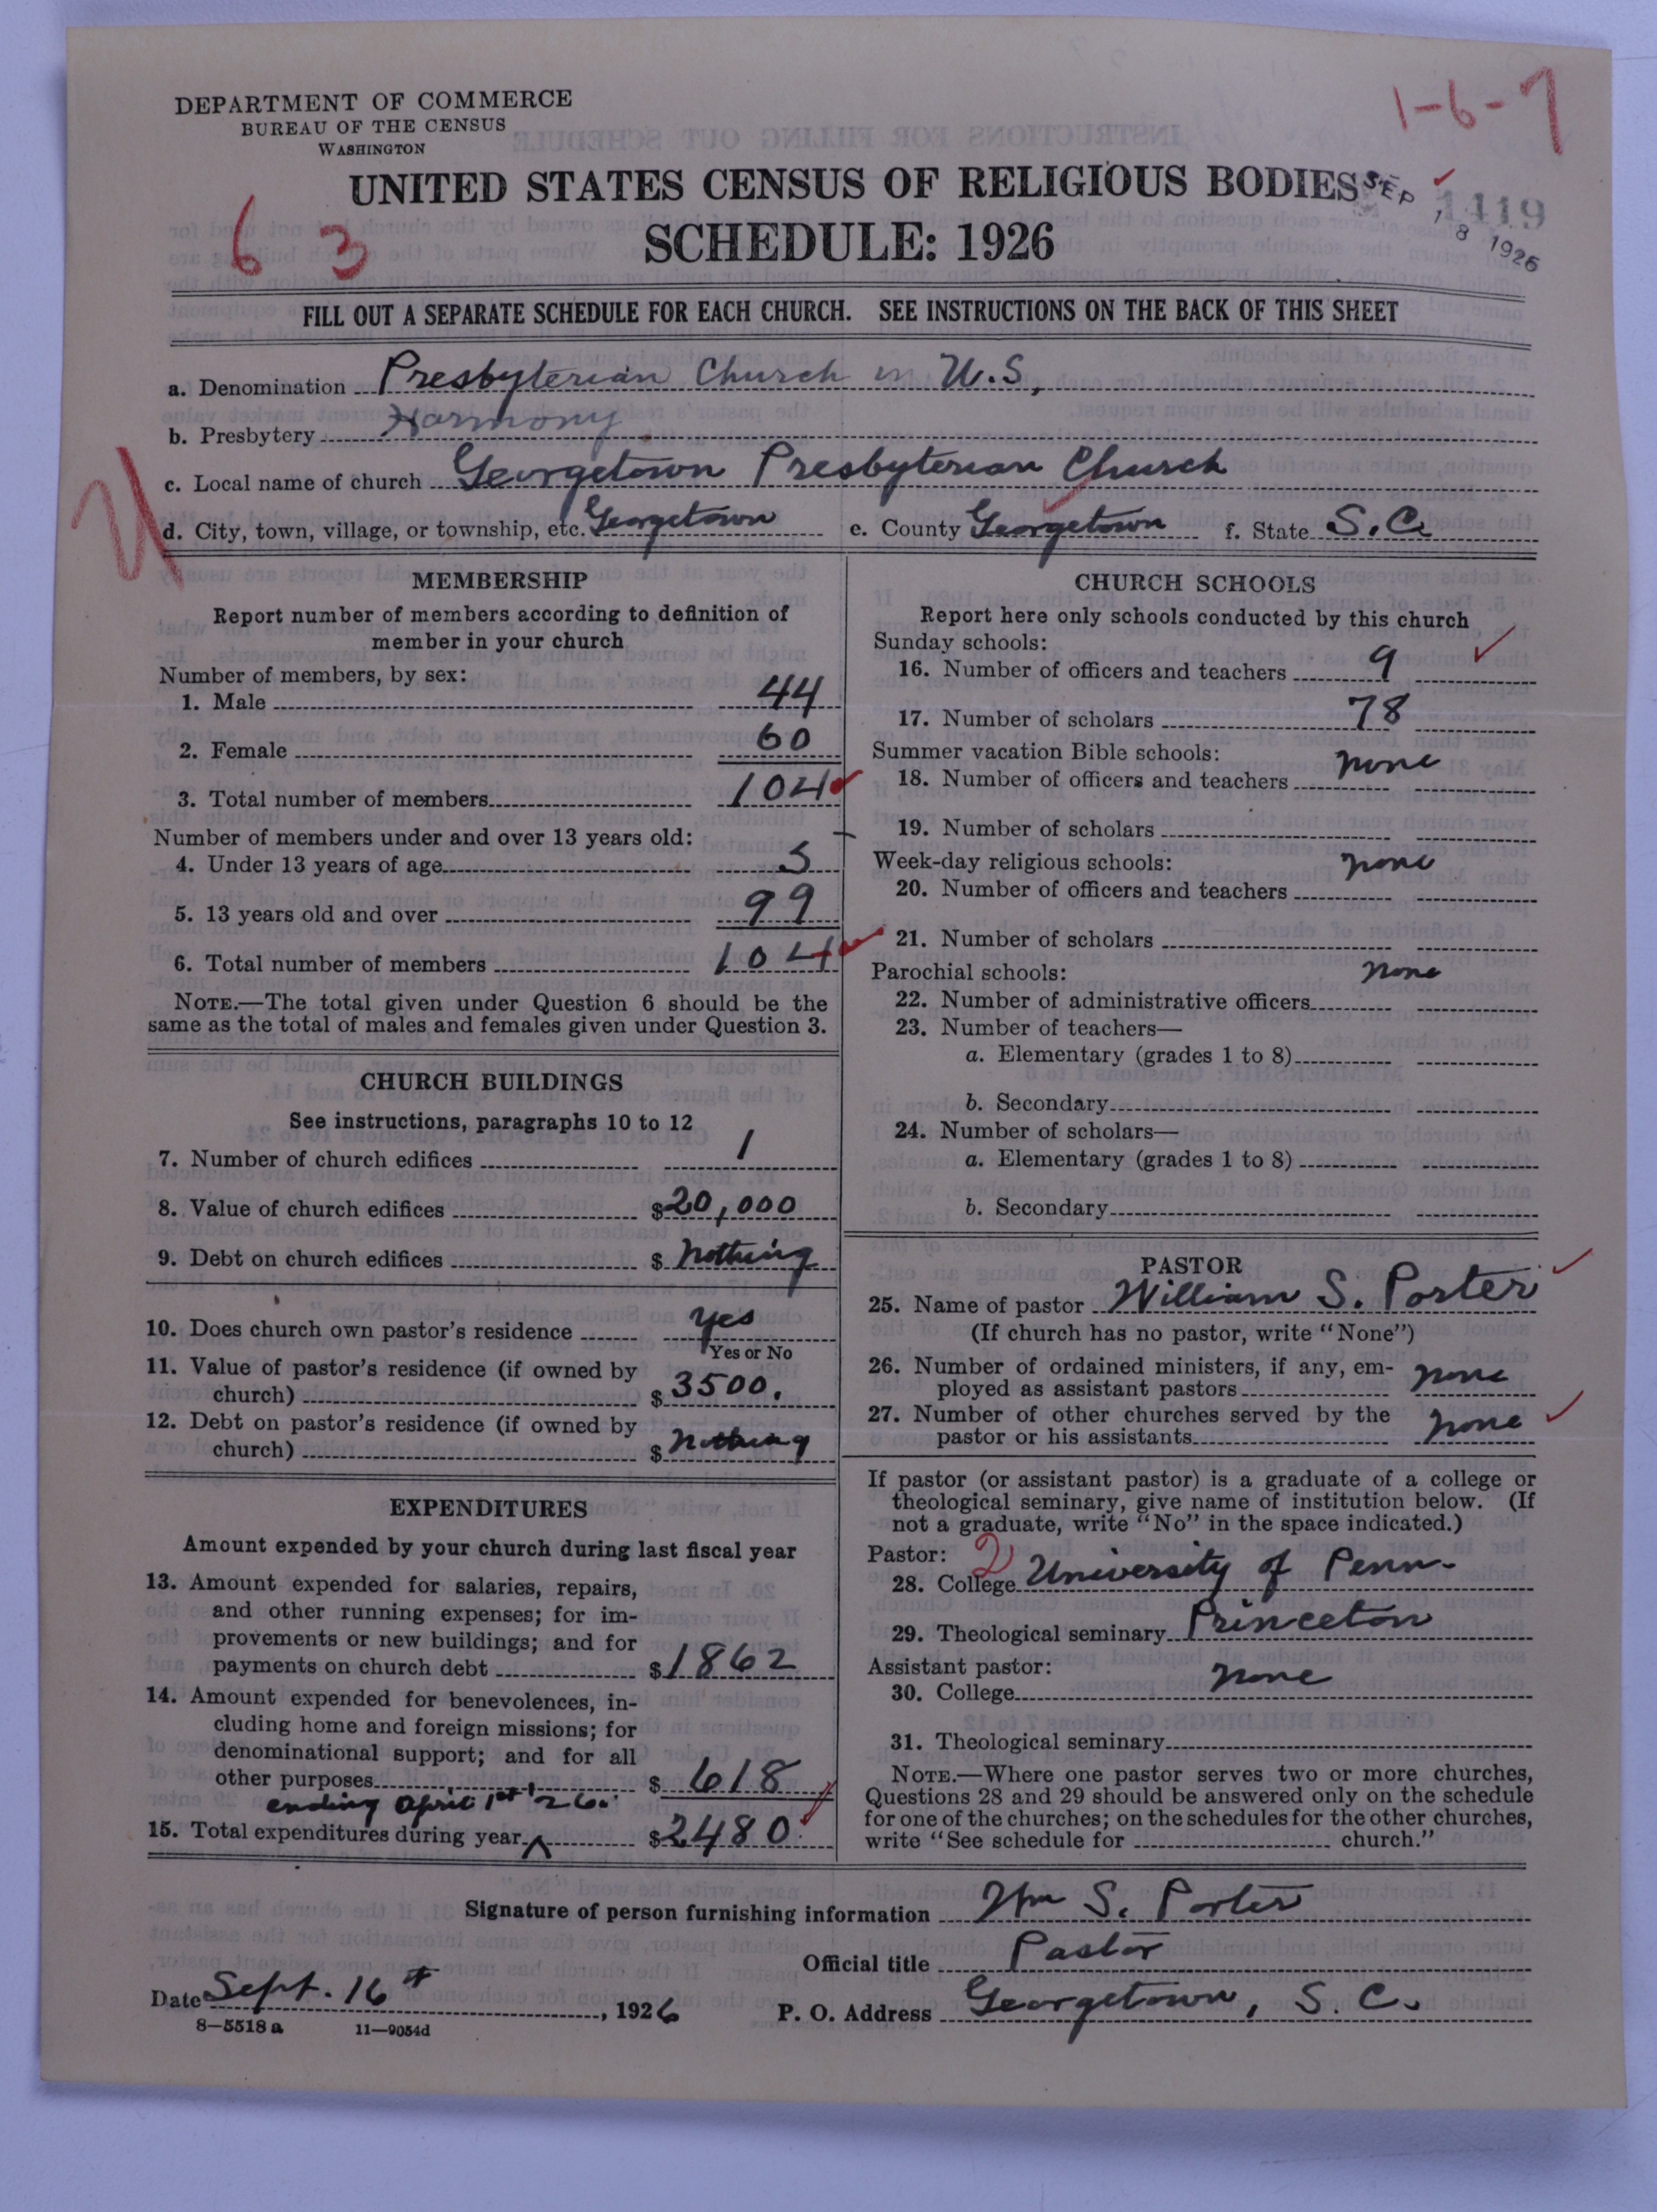 DEPARTMENT OF COMMERCE
BUREAU OF THE CENSUS
WASHINGTON
1-6-7
UNITED STATES CENSUS OF RELIGIOUS BODIES
SCHEDULE: 1926
SEP 18 1926
1419
6 3
FILL OUT A SEPARATE SCHEDULE FOR EACH CHURCH. SEE INSTRUCTIONS ON THE BACK OF THIS SHEET
a. Denomination Presbyterian Church in U.S,
b. Presbytery Harmony
c. Local name of church Georgetown Presbyterian Church
d. City, town, village, or township, etc. Georgetown e. County Georgetown f. State S.C.
MEMBERSHIP
Report number of members according to definition of
member in your church
Number of members, by sex:
1. Male 44
2. Female 60
3. Total number of members 104
Number of members under and over 13 years old:
4. Under 13 years of age 5
5. 13 years old and over 99
6. Total number of members 104
NOTE.—The total given under Question 6 should be the
same as the total of males and females given under Question 3.
CHURCH BUILDINGS
See instructions, paragraphs 10 to 12
7. Number of church edifices 1
8. Value of church edifices $20,000
9. Debt on church edifices $ Nothing
10. Does church own pastor's residence Yes
Yes or No
11. Value of pastor's residence (if owned by
church) $ 3500.
12. Debt on pastor's residence (if owned by
church) $ Nothing
EXPENDITURES
Amount expended by your church during last fiscal year
13. Amount expended for salaries, repairs,
and other running expenses; for im-
provements or new buildings; and for
payments on church debt $1862
14. Amount expended for benevolences, in-
cluding home and foreign missions; for
denominational support; and for all
other purposes $ 618
ending April 1st '26.
15. Total expenditures during year $2480
CHURCH SCHOOLS
Report here only schools conducted by this church
Sunday schools:
16. Number of officers and teachers 9
17. Number of scholars 78
Summer vacation Bible schools:
18. Number of officers and teachers none
19. Number of scholars
Week-day religious schools:
20. Number of officers and teachers none
21. Number of scholars
Parochial schools:
22. Number of administrative officers none
23. Number of teachers—
a. Elementary (grades 1 to 8)
b. Secondary
24. Number of scholars—
a. Elementary (grades 1 to 8)
b. Secondary
PASTOR
25. Name of pastor William S. Porter
(If church has no pastor, write "None")
26. Number of ordained ministers, if any, em-
ployed as assistant pastors none
27. Number of other churches served by the
pastor or his assistants none
If pastor (or assistant pastor) is a graduate of a college or
theological seminary, give name of institution below. (If
not a graduate, write "No" in the space indicated.)
Pastor: 2
28. College University of Penn-
29. Theological seminary Princeton
Assistant pastor:
30. College none
31. Theological seminary
NOTE.—Where one pastor serves two or more churches,
Questions 28 and 29 should be answered only on the schedule
for one of the churches; on the schedules for the other churches,
write "See schedule for church."
Signature of person furnishing information Wm S. Porter
Official title Pastor
Date Sept. 16th, 1926 P. O. Address Georgetown, S. C.
8—5518a 11—9054d